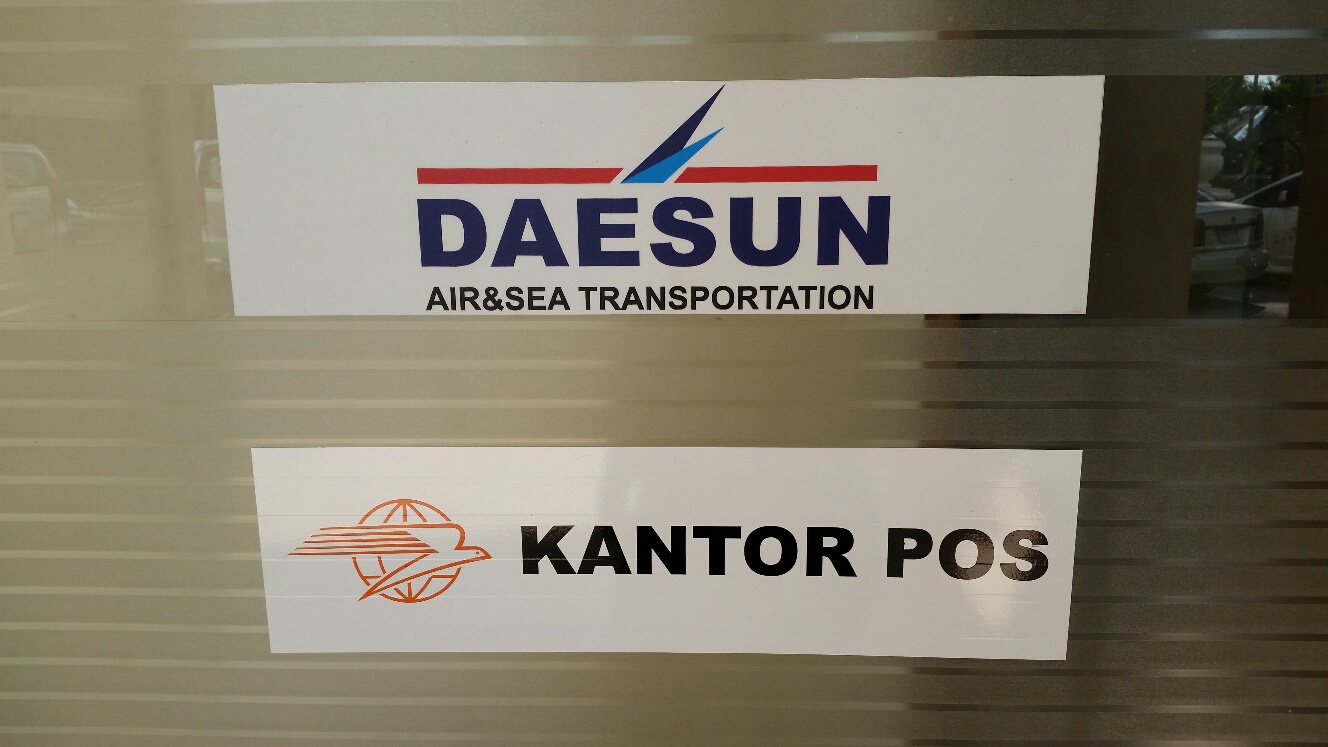 DAESUN
AIR&SEA TRANSPORTATION
KANTOR POS